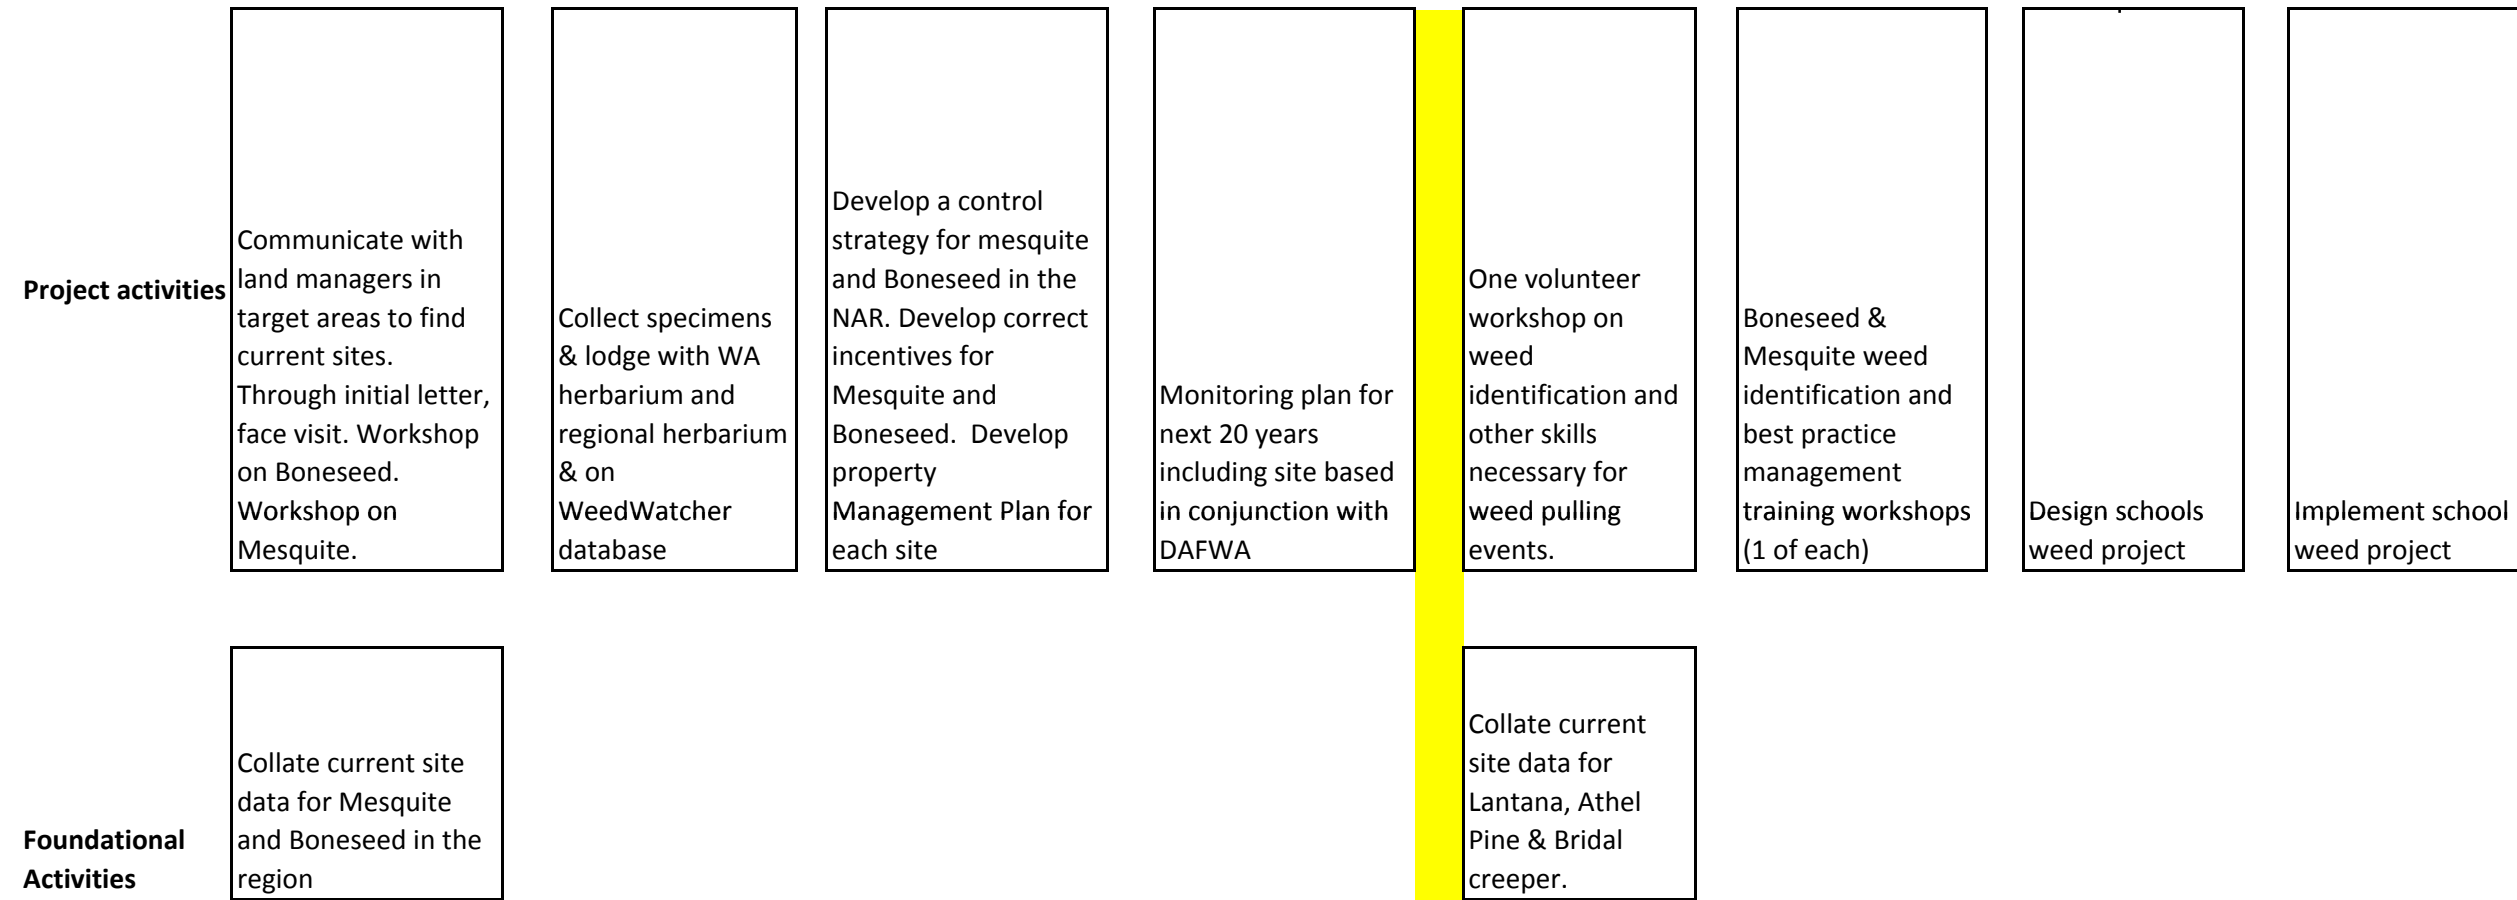 Project activities
Communicate with
land managers in
target areas to find
current sites.
Through initial letter,
face visit. Workshop
on Boneseed.
Workshop on
Mesquite.
Collect specimens
& lodge with WA
herbarium and
regional herbarium
& on
WeedWatcher
database
Develop a control
strategy for mesquite
and Boneseed in the
NAR. Develop correct
incentives for
Mesquite and
Boneseed.  Develop
property
Management Plan for
each site
Monitoring plan for
next 20 years
including site based
in conjunction with
DAFWA
One volunteer
workshop on
weed
identification and
other skills
necessary for
weed pulling
events.
Boneseed &
Mesquite weed
identification and
best practice
management
training workshops
(1 of each)
Design schools
weed project
Implement school
weed project
Foundational
Activities
Collate current site
data for Mesquite
and Boneseed in the
region
Collate current
site data for
Lantana, Athel
Pine & Bridal
creeper.